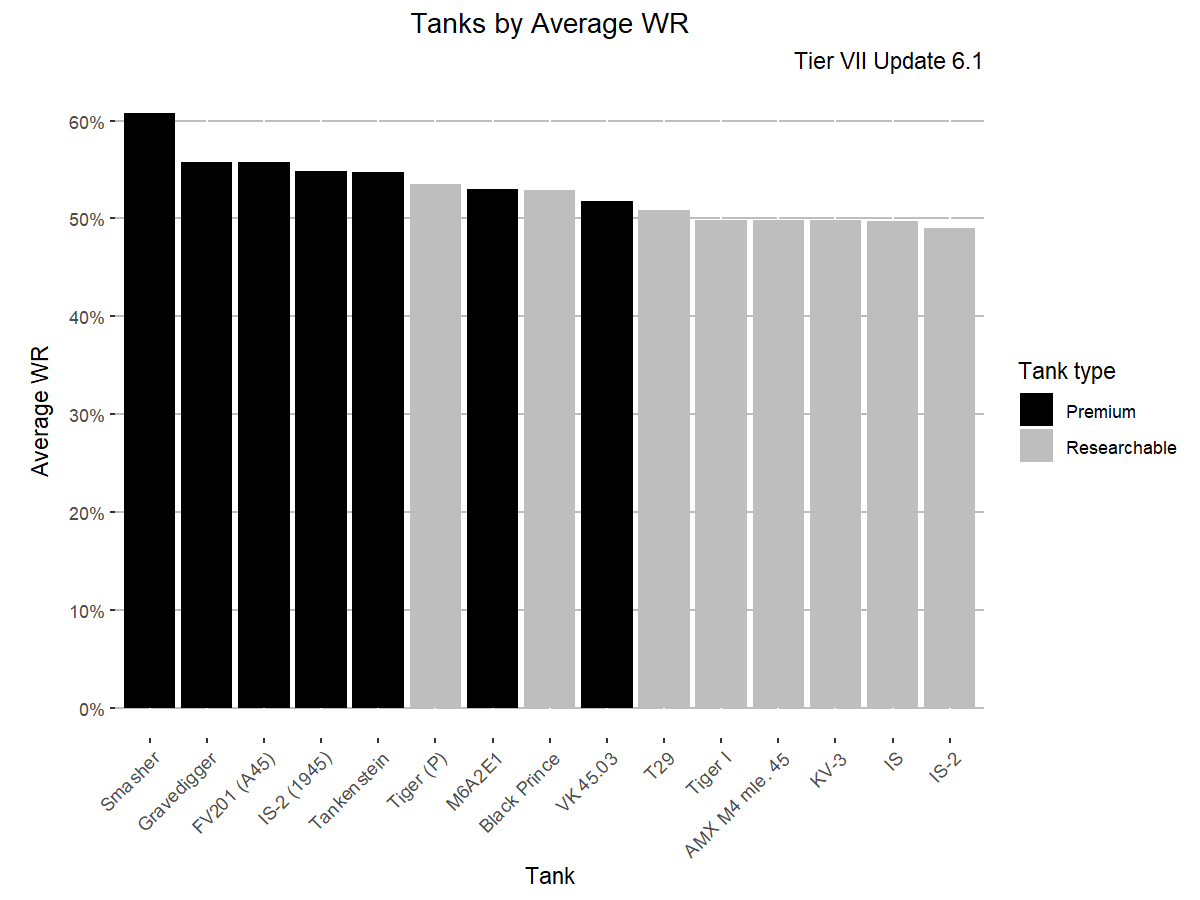 Tanks by Average WR
Tier VII Update 6.1
60%
50%
40%
30%
20%
10%
0%
Average WR
Smasher
Gravedigger
FV201 (A45)
IS-2 (1945)
Tankenstein
Tiger (P)
M6A2E1
Black Prince
VK 45.03
T29
Tiger I
AMX M4 mle. 45
KV-3
IS
IS-2
Tank
Tank type
Premium
Researchable